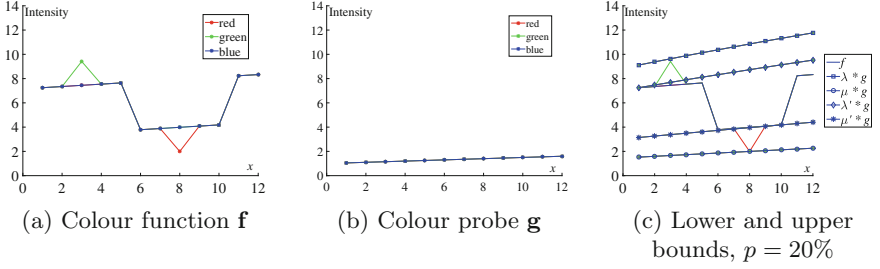 Intensity
14
12
10
8
6
4
2
0
0 2 4 6 8 10 12
x
red
green
blue
(a) Colour function f
Intensity
14
12
10
8
6
4
2
0
0 2 4 6 8 10 12
x
red
green
blue
(b) Colour probe g
Intensity
14
12
10
8
6
4
2
0
0 2 4 6 8 10 12
x
f
λ * g
μ * g
λ' * g
μ' * g
(c) Lower and upper
bounds, p = 20%